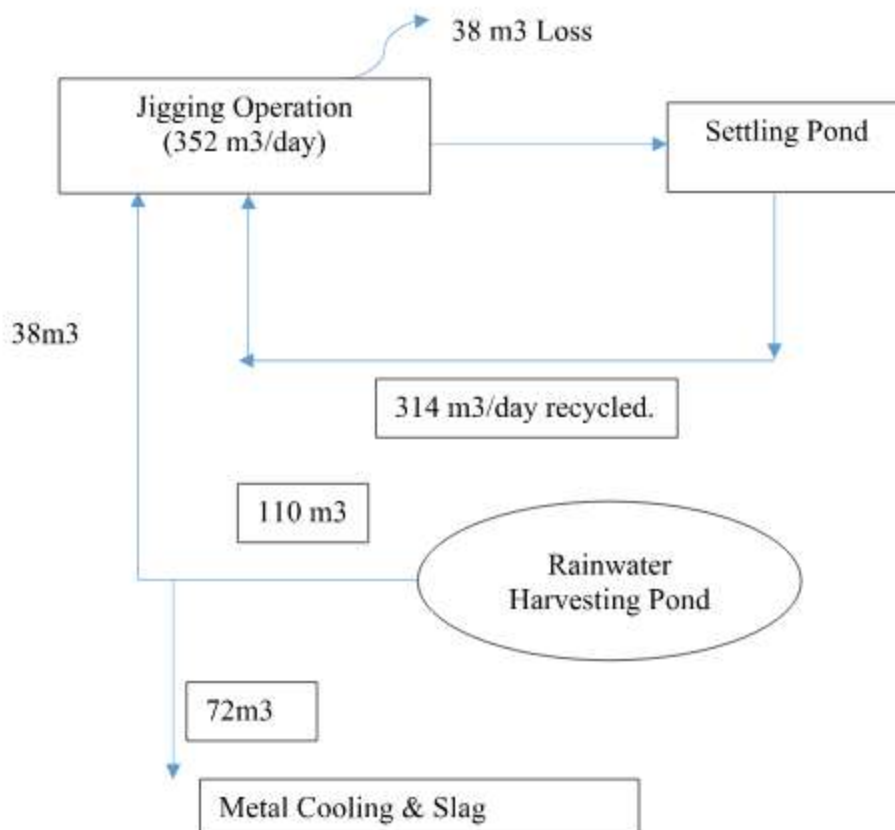 38 m3 Loss
Jigging Operation
(352 m3/day)
Settling Pond
38m3
314 m3/day recycled.
110 m3
Rainwater
Harvesting Pond
72m3
Metal Cooling & Slag